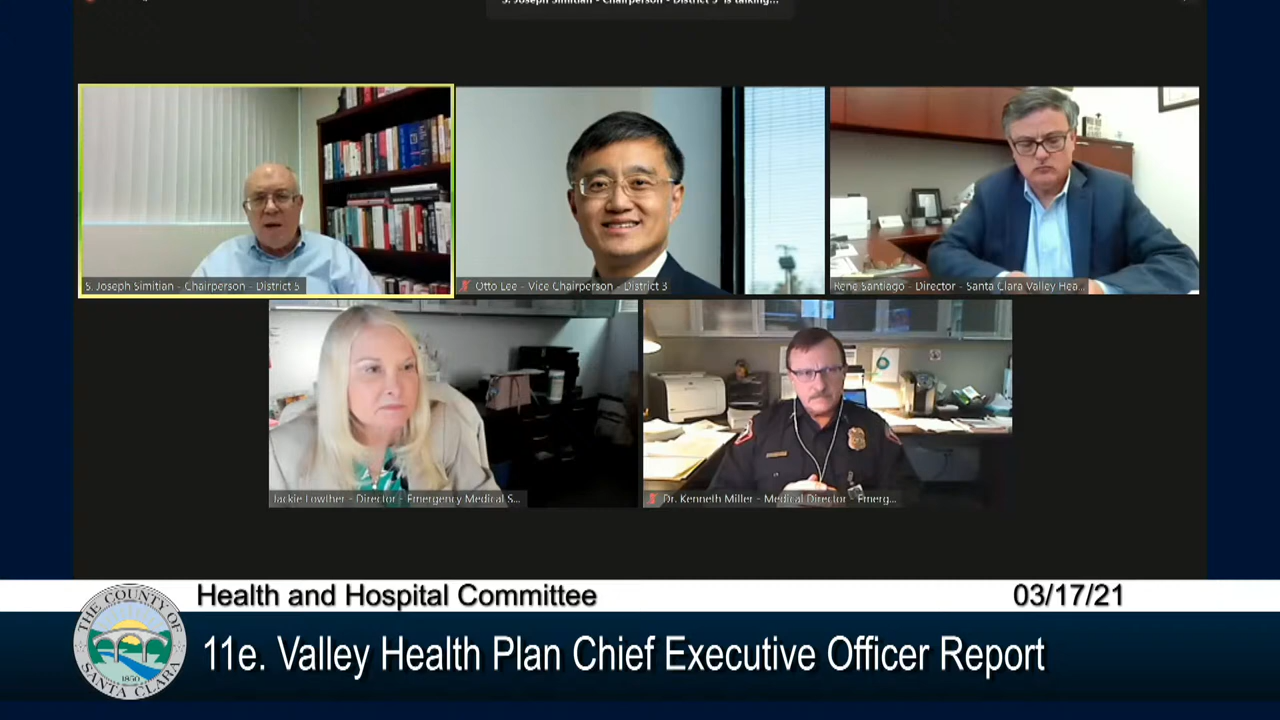 S. Joseph Simitian - Chairperson - District 5 is talking...
S. Joseph Simitian - Chairperson - District 5
Otto Lee - Vice Chairperson - District 3
René Santiago - Director - Santa Clara Valley Hea...
Jackie Lowther - Director - Emergency Medical S...
Dr. Kenneth Miller - Medical Director - Emerg...
Health and Hospital Committee
03/17/21
THE COUNTY OF
SANTA CLARA
1850
11e. Valley Health Plan Chief Executive Officer Report